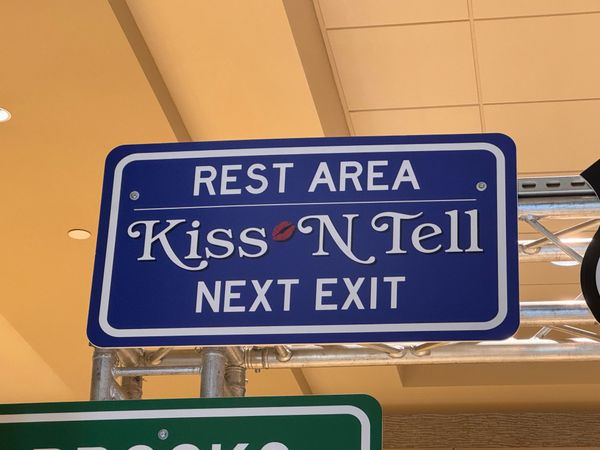 REST AREA
Kiss 'N Tell
NEXT EXIT